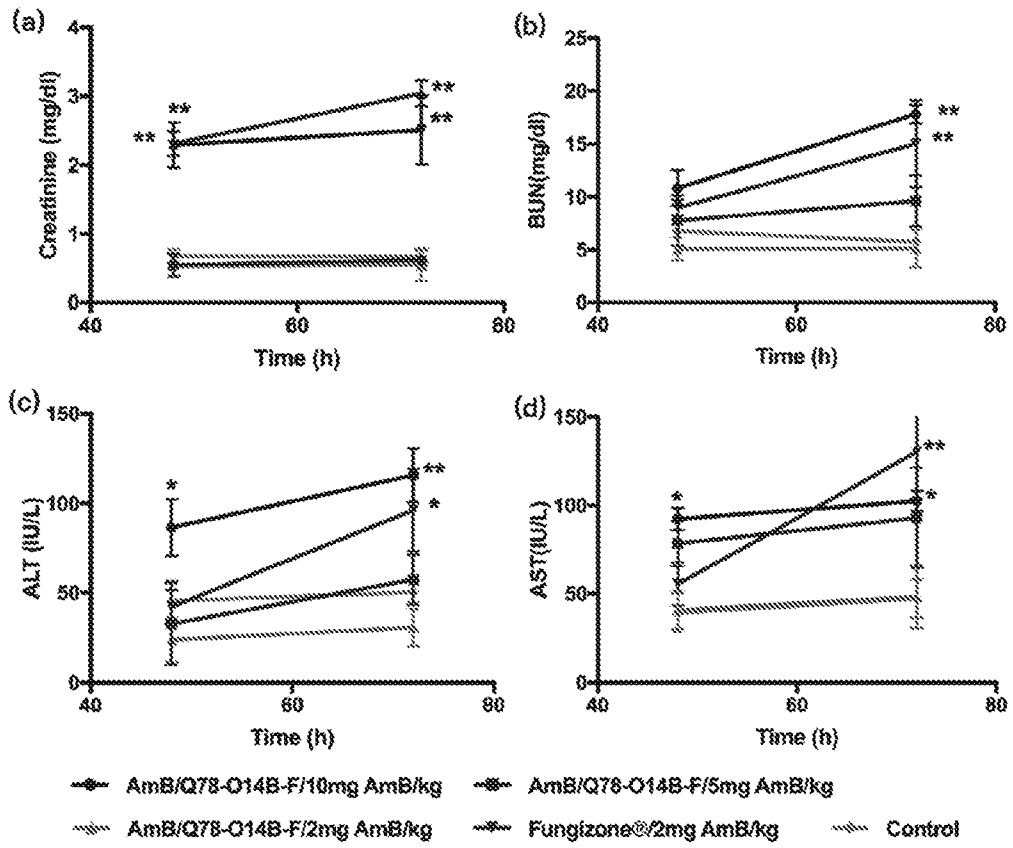 (a)
Creatinine (mg/dl)
4
3
2
1
0
**
**
**
**
40
60
80
Time (h)
(b)
BUN(mg/dl)
25
20
15
10
5
0
**
**
40
60
80
Time (h)
(c)
ALT (IU/L)
150
100
50
0
*
**
*
40
60
80
Time (h)
(d)
AST(IU/L)
150
100
50
0
*
**
*
40
60
80
Time (h)
AmB/Q78-O14B-F/10mg AmB/kg
AmB/Q78-O14B-F/5mg AmB/kg
AmB/Q78-O14B-F/2mg AmB/kg
Fungizone®/2mg AmB/kg
Control